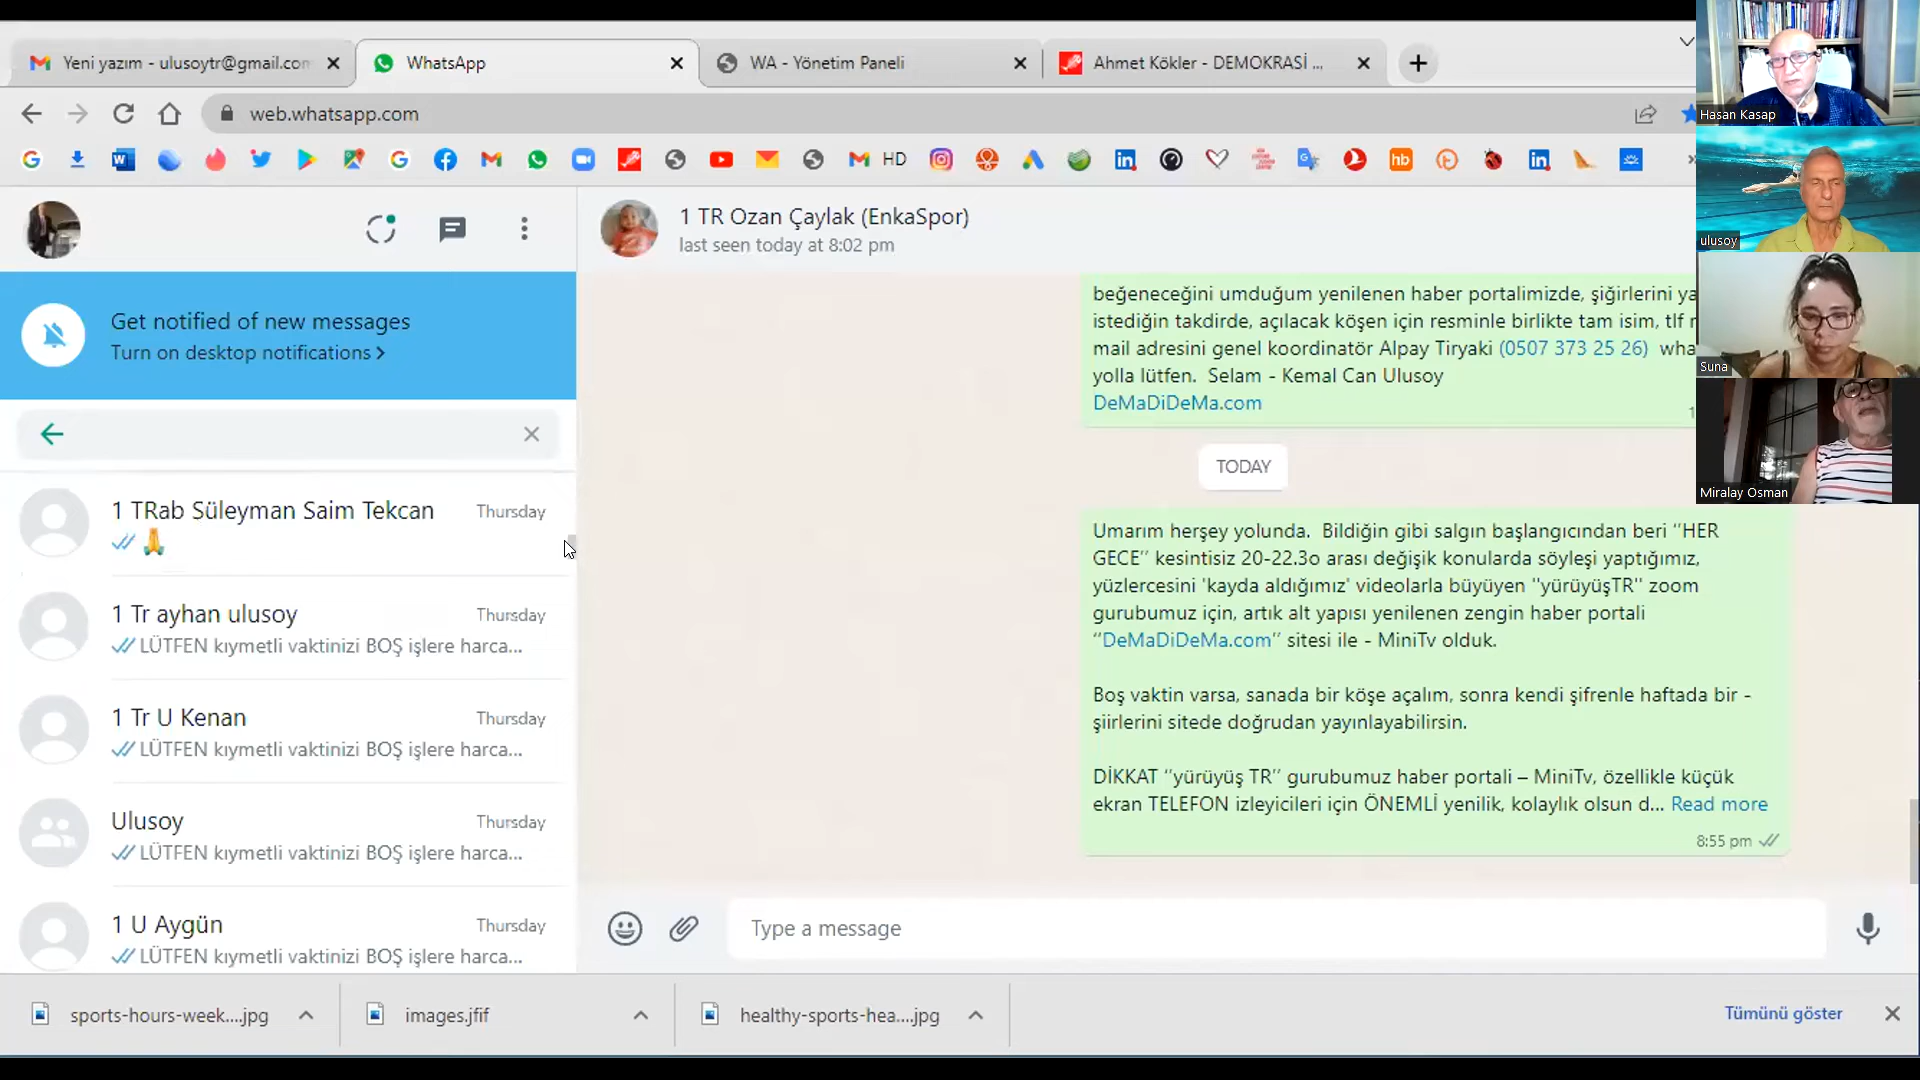 Yeni yazım - ulusoytr@gmail.com
WhatsApp
WA - Yönetim Paneli
Ahmet Kökler - DEMOKRASİ ...
web.whatsapp.com
HD
1 TR Ozan Çaylak (EnkaSpor)
last seen today at 8:02 pm
Get notified of new messages
Turn on desktop notifications >
1 TRab Süleyman Saim Tekcan
Thursday
1 Tr ayhan ulusoy
Thursday
LÜTFEN kıymetli vaktinizi BOŞ işlere harca...
1 Tr U Kenan
Thursday
LÜTFEN kıymetli vaktinizi BOŞ işlere harca...
Ulusoy
Thursday
LÜTFEN kıymetli vaktinizi BOŞ işlere harca...
1 U Aygün
Thursday
LÜTFEN kıymetli vaktinizi BOŞ işlere harca...
beğeneceğini umduğum yenilenen haber portalimizde, şiğirlerini
istediğin takdirde, açılacak köşen için resminle birlikte tam isim, tlf
mail adresini genel koordinatör Alpay Tiryaki (0507 373 25 26)
yolla lütfen. Selam - Kemal Can Ulusoy
DeMaDiDeMa.com
TODAY
Umarım herşey yolunda. Bildiğin gibi salgın başlangıcından beri ‘’HER
GECE’’ kesintisiz 20-22.3o arası değişik konularda söyleşi yaptığımız,
yüzlercesini 'kayda aldığımız' videolarla büyüyen ''yürüyüşTR'' zoom
gurubumuz için, artık alt yapısı yenilenen zengin haber portali
‘’DeMaDiDeMa.com’’ sitesi ile - MiniTv olduk.
Boş vaktin varsa, sanada bir köşe açalım, sonra kendi şifrenle haftada bir -
şiirlerini sitede doğrudan yayınlayabilirsin.
DİKKAT ‘’yürüyüş TR’’ gurubumuz haber portali – MiniTv, özellikle küçük
ekran TELEFON izleyicileri için ÖNEMLİ yenilik, kolaylık olsun d... Read more
8:55 pm
Type a message
Hasan Kasap
ulusoy
Suna
Miralay Osman
sports-hours-week....jpg
images.jfif
healthy-sports-hea....jpg
Tümünü göster